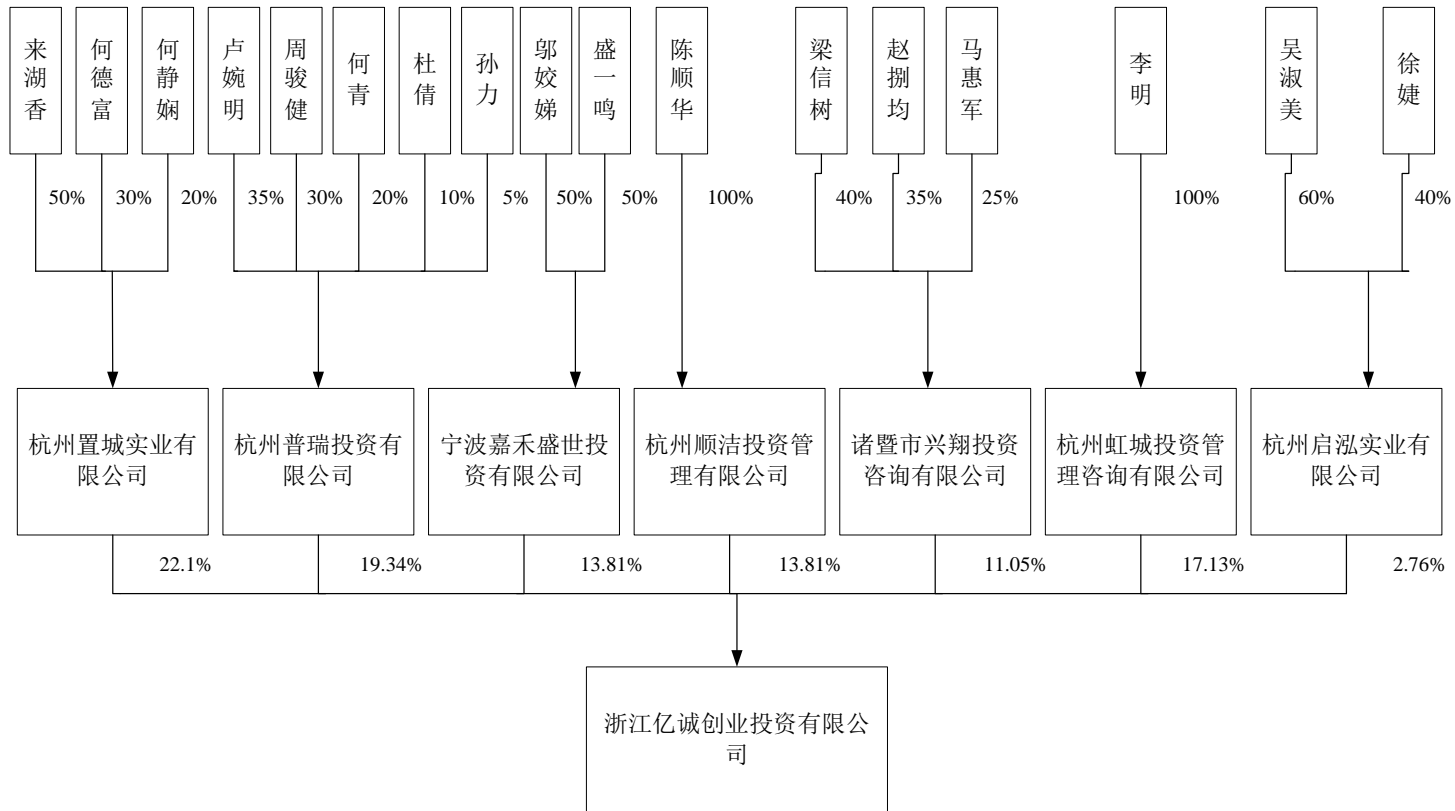 来湖香
何德富
何静娴
卢婉明
周骏健
何青
杜倩
孙力
邬姣娣
盛一鸣
陈顺华
梁信树
赵捌均
马惠军
李明
吴淑美
徐婕
50%
30%
20%
35%
30%
20%
10%
5%
50%
50%
100%
40%
35%
25%
100%
60%
40%
杭州置城实业有
限公司
杭州普瑞投资有
限公司
宁波嘉禾盛世投
资有限公司
杭州顺洁投资管
理有限公司
诸暨市兴翔投资
咨询有限公司
杭州虹城投资管
理咨询有限公司
杭州启泓实业有
限公司
22.1%
19.34%
13.81%
13.81%
11.05%
17.13%
2.76%
浙江亿诚创业投资有限公
司